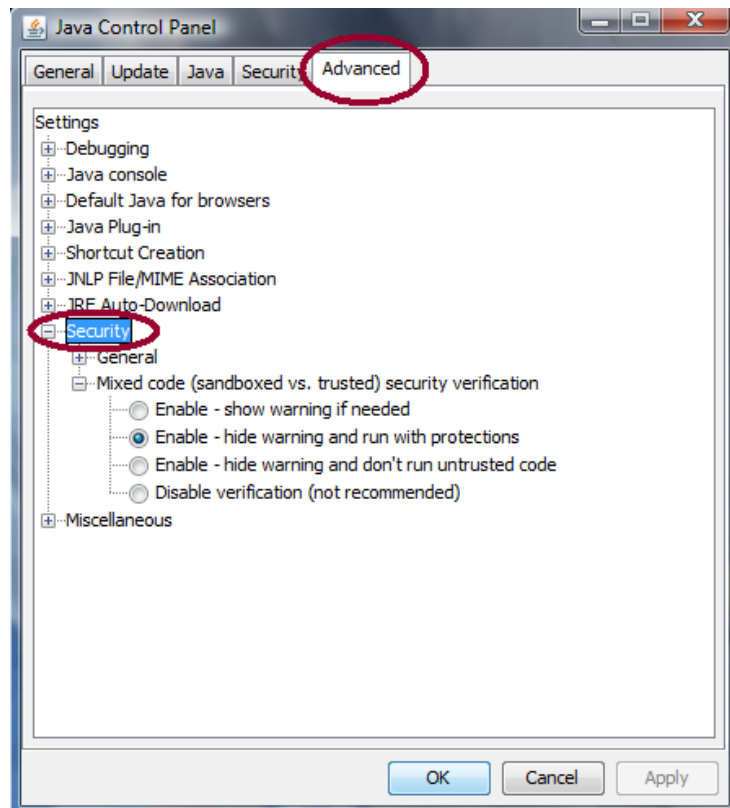 Java Control Panel
General Update Java Security Advanced
Settings
Debugging
Java console
Default Java for browsers
Java Plug-in
Shortcut Creation
JNLP File/MIME Association
JRE Auto-Download
Security
General
Mixed code (sandboxed vs. trusted) security verification
Enable - show warning if needed
Enable - hide warning and run with protections
Enable - hide warning and don't run untrusted code
Disable verification (not recommended)
Miscellaneous
OK Cancel Apply